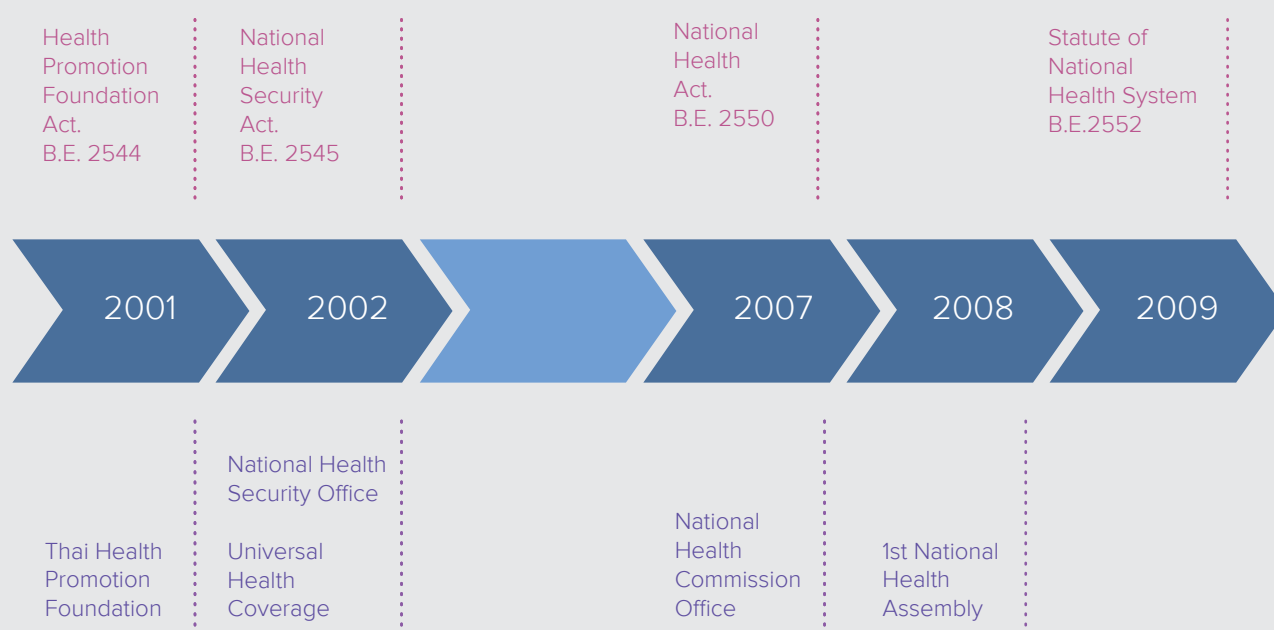 Health
Promotion
Foundation
Act.
B.E. 2544
National
Health
Security
Act.
B.E. 2545
National
Health
Act.
B.E. 2550
Statute of
National
Health System
B.E.2552
2001
2002
2007
2008
2009
Thai Health
Promotion
Foundation
National Health
Security Office
Universal
Health
Coverage
National
Health
Commission
Office
1st National
Health
Assembly